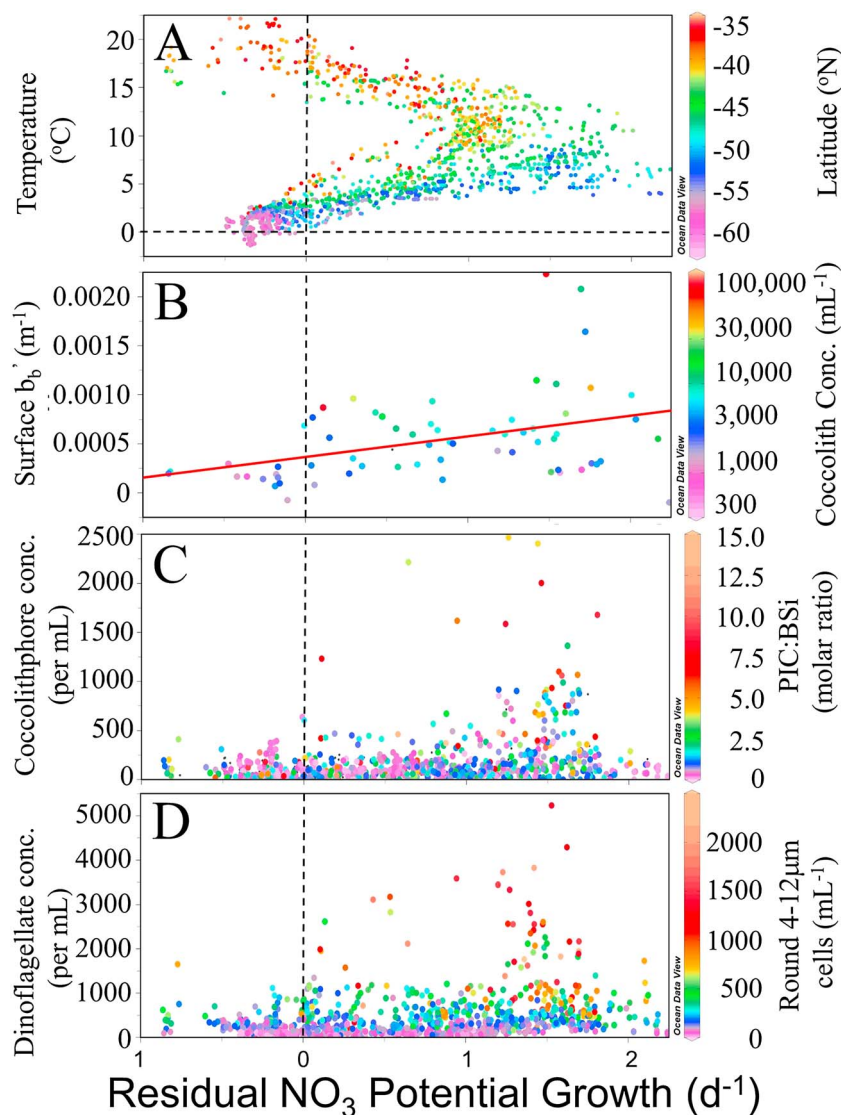 A
20
15
10
5
0
Temperature
(°C)
-35
-40
-45
-50
-55
-60
Latitude (°N)
Ocean Data View
B
0.0020
0.0015
0.0010
0.0005
0
Surface b_b' (m⁻¹)
100,000
30,000
10,000
3,000
1,000
300
Coccolith Conc. (mL⁻¹)
Ocean Data View
C
2500
2000
1500
1000
500
0
Coccolithphore conc.
(per mL)
15.0
12.5
10.0
7.5
5.0
2.5
0
PIC:BSi
(molar ratio)
Ocean Data View
D
5000
4000
3000
2000
1000
0
Dinoflagellate conc.
(per mL)
2000
1500
1000
500
0
Round 4-12µm
cells (mL⁻¹)
Ocean Data View
1 0 1 2
Residual NO₃ Potential Growth (d⁻¹)